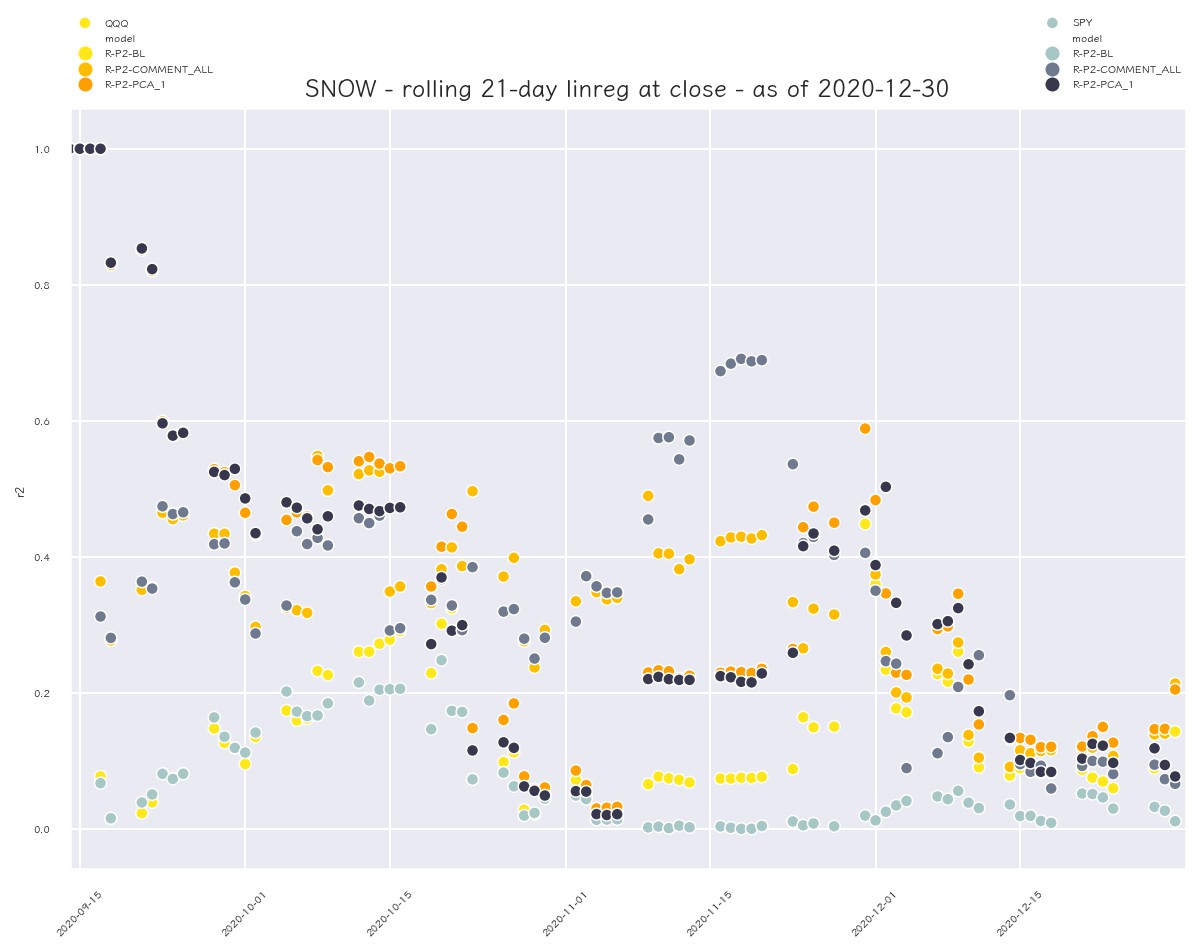 QQQ
model
R-P2-BL
R-P2-COMMENT_ALL
R-P2-PCA_1
SPY
model
R-P2-BL
R-P2-COMMENT_ALL
R-P2-PCA_1
SNOW - rolling 21-day linreg at close - as of 2020-12-30
1.0
0.8
0.6
r2
0.4
0.2
0.0
2020-09-15
2020-10-01
2020-10-15
2020-11-01
2020-11-15
2020-12-01
2020-12-15